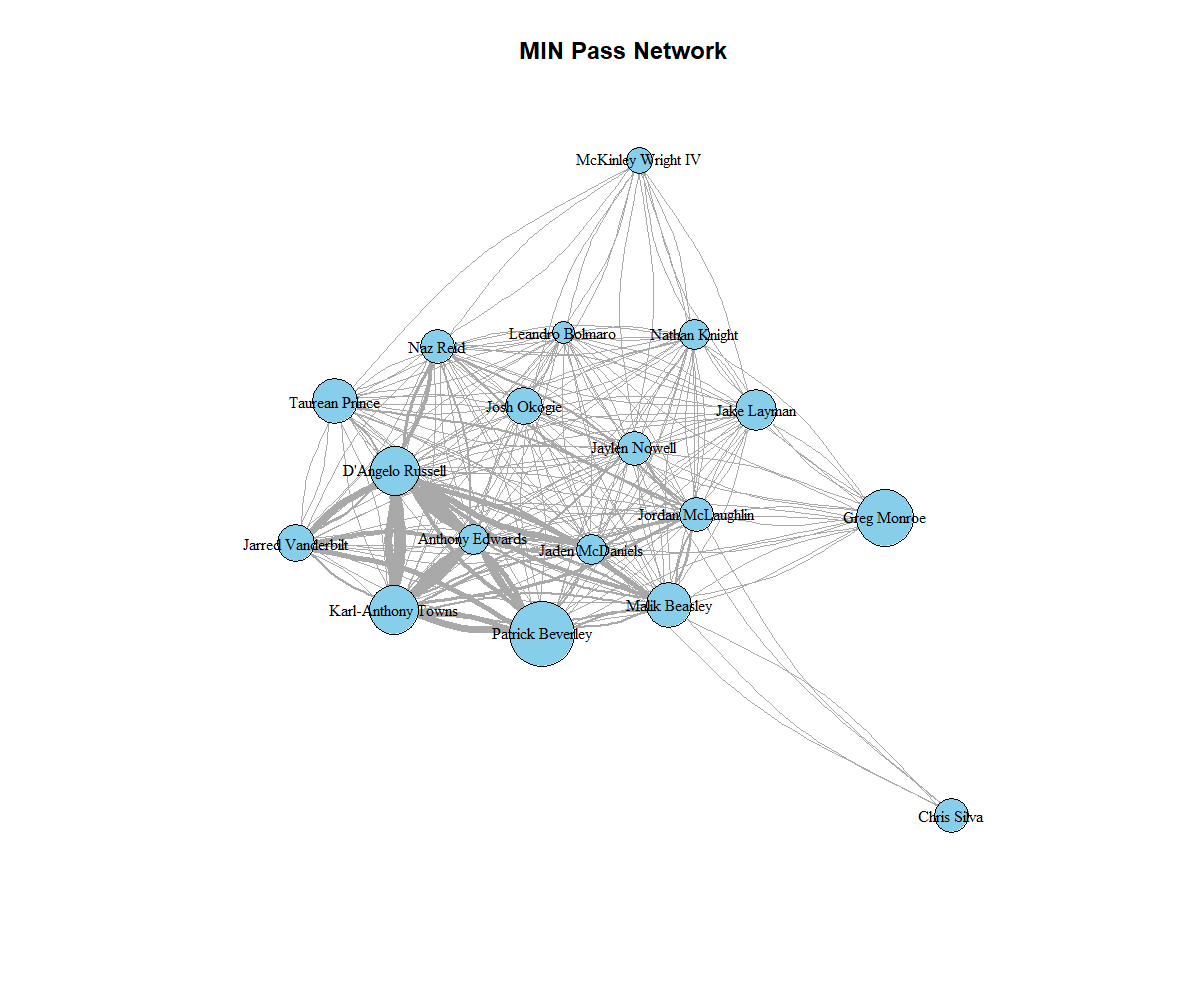 MIN Pass Network
McKinley Wright IV
Leandro Bolmaro
Nathan Knight
Naz Reid
Taurean Prince
Josh Okogie
Jake Layman
Jaylen Nowell
D'Angelo Russell
Jordan McLaughlin
Greg Monroe
Anthony Edwards
Jarred Vanderbilt
Jaden McDaniels
Malik Beasley
Karl-Anthony Towns
Patrick Beverley
Chris Silva